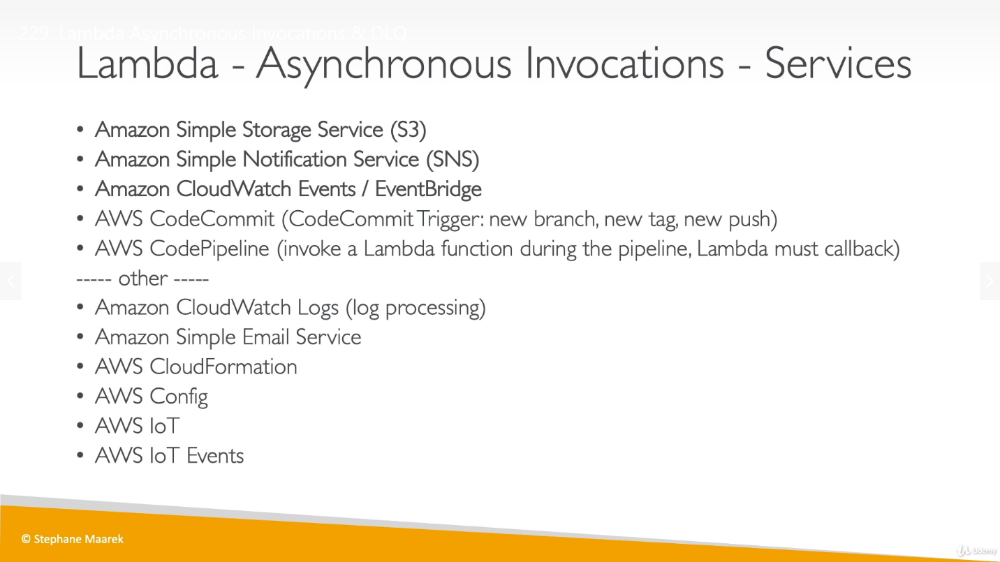 229. Lambda Asynchronous Invocations & DLQ
Lambda - Asynchronous Invocations - Services
• Amazon Simple Storage Service (S3)
• Amazon Simple Notification Service (SNS)
• Amazon CloudWatch Events / EventBridge
• AWS CodeCommit (CodeCommit Trigger: new branch, new tag, new push)
• AWS CodePipeline (invoke a Lambda function during the pipeline, Lambda must callback)
----- other -----
• Amazon CloudWatch Logs (log processing)
• Amazon Simple Email Service
• AWS CloudFormation
• AWS Config
• AWS IoT
• AWS IoT Events
© Stephane Maarek
Udemy